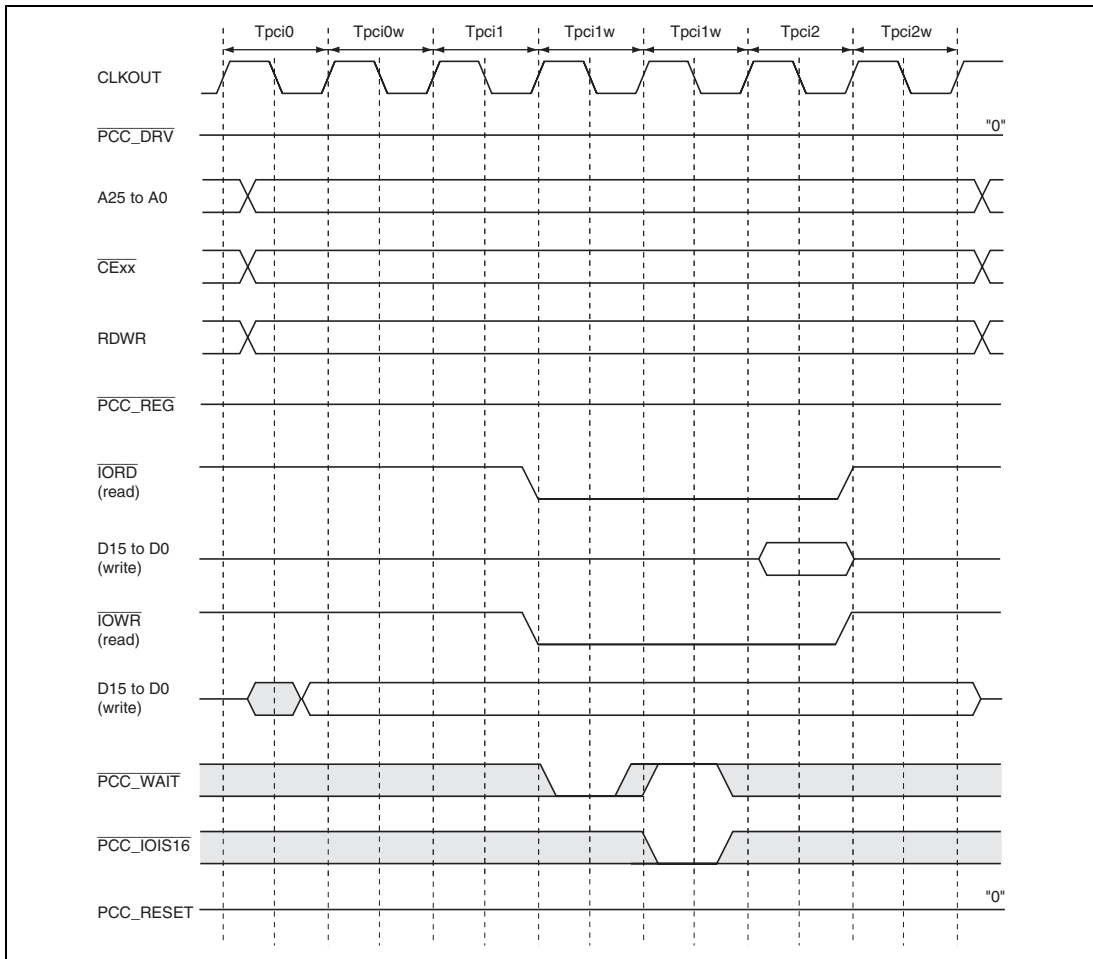 Tpci0 Tpci0w Tpci1 Tpci1w Tpci1w Tpci2 Tpci2w
CLKOUT
PCC_DRV "0"
A25 to A0
CExx
RDWR
PCC_REG
IORD
(read)
D15 to D0
(write)
IOWR
(read)
D15 to D0
(write)
PCC_WAIT
PCC_IOIS16
PCC_RESET "0"